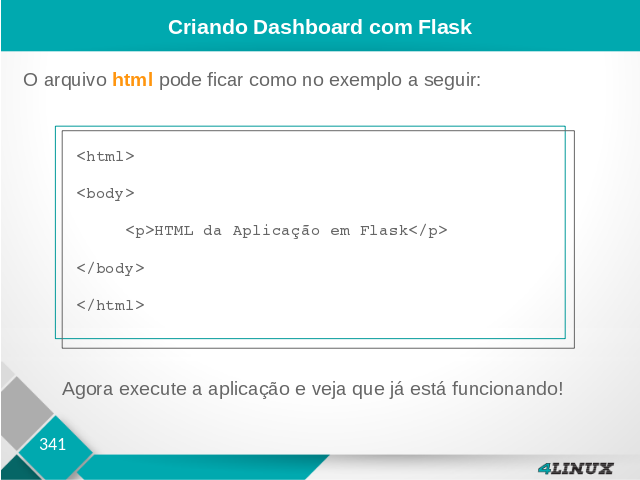 Criando Dashboard com Flask
O arquivo html pode ficar como no exemplo a seguir:
<html>
<body>
<p>HTML da Aplicação em Flask</p>
</body>
</html>
Agora execute a aplicação e veja que já está funcionando!
341
4LINUX